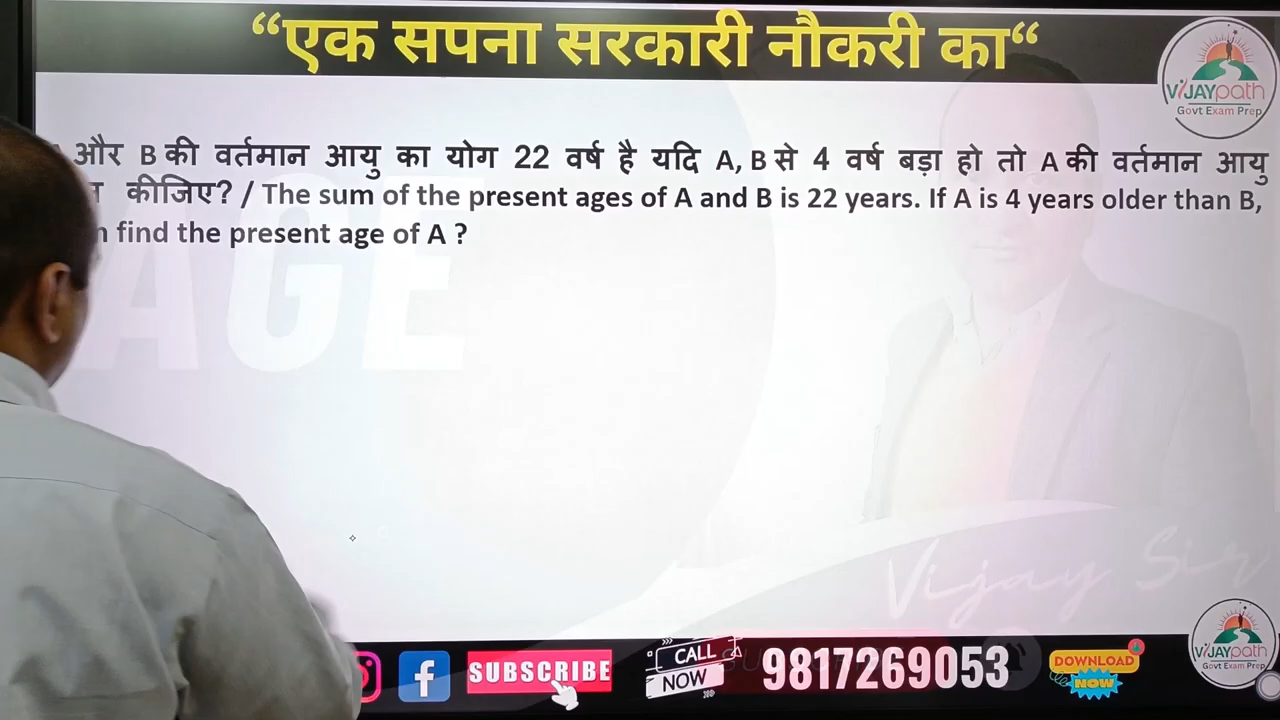 “एक सपना सरकारी नौकरी का“
VIJAYpath
Govt Exam Prep
और B की वर्तमान आयु का योग 22 वर्ष है यदि A, B से 4 वर्ष बड़ा हो तो A की वर्तमान आयु
कीजिए? / The sum of the present ages of A and B is 22 years. If A is 4 years older than B,
find the present age of A ?
AGE
Vijay Sir
SUBSCRIBE
CALL
NOW
9817269053
DOWNLOAD
NOW
VIJAYpath
Govt Exam Prep